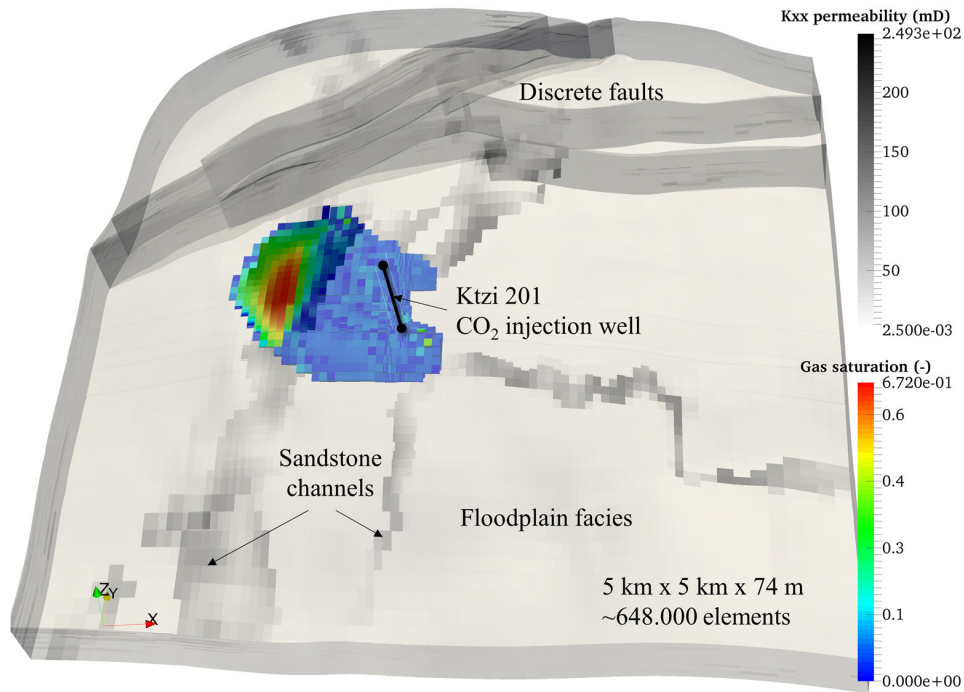 Kxx permeability (mD)
2.493e+02
200
150
100
50
2.500e-03
Discrete faults
Ktzi 201
CO₂ injection well
Gas saturation (-)
6.720e-01
0.6
0.4
0.3
0.1
0.000e+00
Sandstone
channels
Floodplain facies
5 km x 5 km x 74 m
~648.000 elements
Z
Y
X